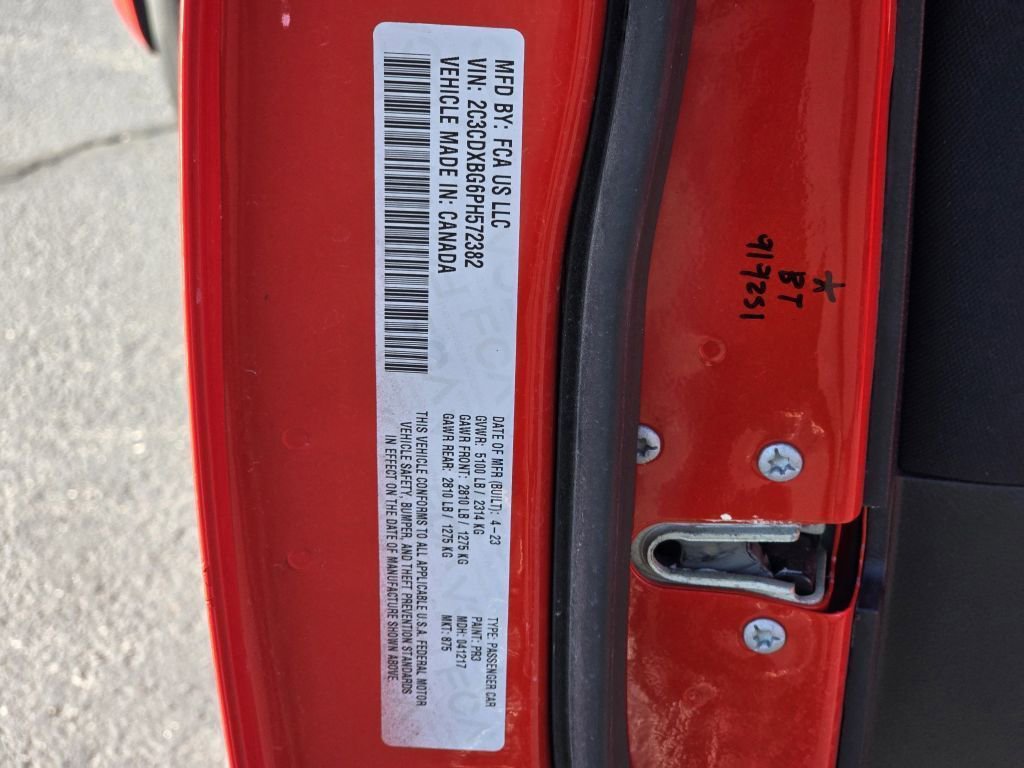 MFD BY: FCA US LLC
VIN: 2C3CDXBG6PH572382
VEHICLE MADE IN: CANADA
DATE OF MFR (BUILT): 4-23
GVWR: 5100 LB / 2314 KG
GAWR FRONT: 2810 LB / 1275 KG
GAWR REAR: 2810 LB / 1275 KG
TYPE: PASSENGER CAR
PAINT: PR3
MDH: 041217
MKT: 875
THIS VEHICLE CONFORMS TO ALL APPLICABLE U.S.A. FEDERAL MOTOR
VEHICLE SAFETY, BUMPER, AND THEFT PREVENTION STANDARDS
IN EFFECT ON THE DATE OF MANUFACTURE SHOWN ABOVE.
BT
917251